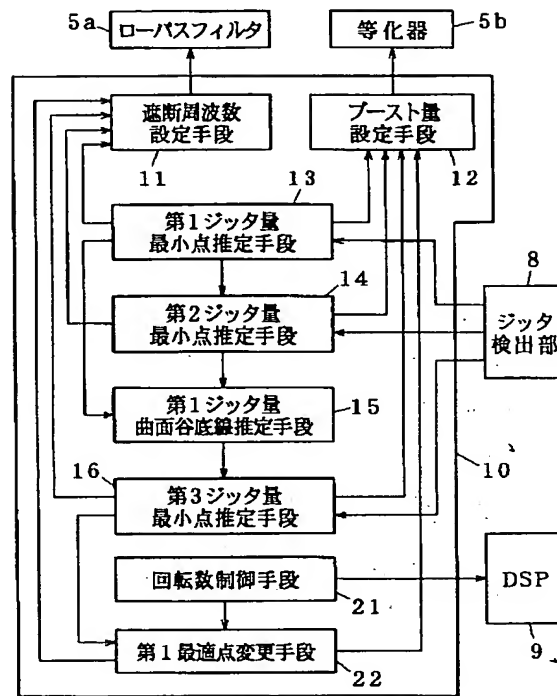 5a
ローパスフィルタ
等化器
5b
遮断周波数
設定手段
11
ブースト量
設定手段
12
13
第1ジッタ量
最小点推定手段
14
第2ジッタ量
最小点推定手段
8
ジッタ
検出部
第1ジッタ量
曲面谷底線推定手段
15
16
第3ジッタ量
最小点推定手段
10
回転数制御手段
21
DSP
9
第1最適点変更手段
22